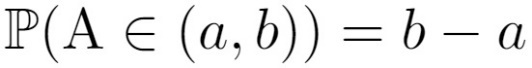 ℙ(A ∈ (a, b)) = b − a